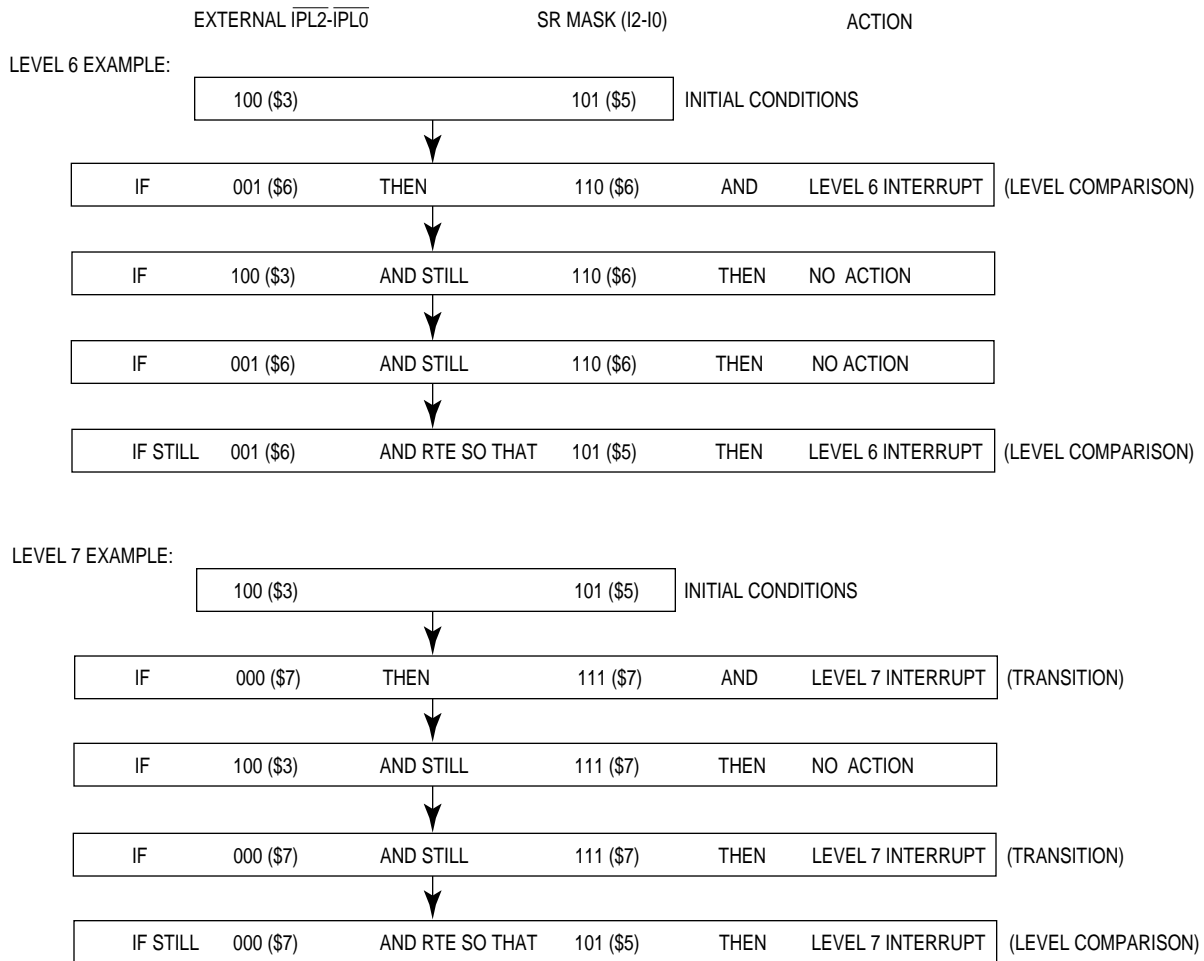 EXTERNAL IPL2-IPL0 SR MASK (I2-I0) ACTION
LEVEL 6 EXAMPLE:
100 ($3) 101 ($5) INITIAL CONDITIONS
IF 001 ($6) THEN 110 ($6) AND LEVEL 6 INTERRUPT (LEVEL COMPARISON)
IF 100 ($3) AND STILL 110 ($6) THEN NO ACTION
IF 001 ($6) AND STILL 110 ($6) THEN NO ACTION
IF STILL 001 ($6) AND RTE SO THAT 101 ($5) THEN LEVEL 6 INTERRUPT (LEVEL COMPARISON)
LEVEL 7 EXAMPLE:
100 ($3) 101 ($5) INITIAL CONDITIONS
IF 000 ($7) THEN 111 ($7) AND LEVEL 7 INTERRUPT (TRANSITION)
IF 100 ($3) AND STILL 111 ($7) THEN NO ACTION
IF 000 ($7) AND STILL 111 ($7) THEN LEVEL 7 INTERRUPT (TRANSITION)
IF STILL 000 ($7) AND RTE SO THAT 101 ($5) THEN LEVEL 7 INTERRUPT (LEVEL COMPARISON)